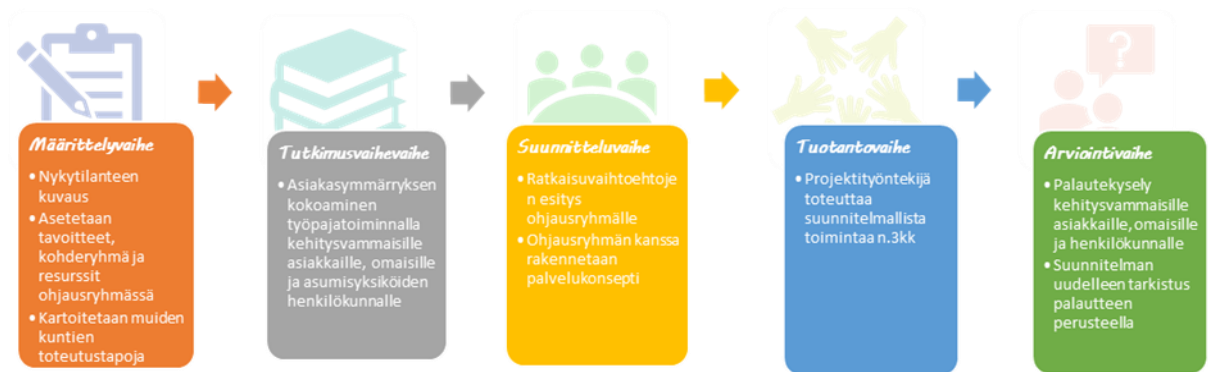 Määrittelyvaihe
• Nykytilanteen
kuvaus
• Asetetaan
tavoitteet,
kohderyhmä ja
resurssit
ohjausryhmässä
• Kartoitetaan muiden
kuntien
toteutustapoja
Tutkimusvaihevaihe
• Asiakasymmärryksen
kokoaminen
työpajatoiminnalla
kehitysvammaisille
asiakkaille, omaisille
ja asumisyksiköiden
henkilökunnalle
Suunnitteluvaihe
• Ratkaisuvaihtoehtoje
n esitys
ohjausryhmälle
• Ohjausryhmän kanssa
rakennetaan
palvelukonsepti
Tuotantovaihe
• Projektityöntekijä
toteuttaa
suunnitelmallista
toimintaa n.3kk
?
Arviointivaihe
• Palautekysely
kehitysvammaisille
asiakkaille, omaisille
ja henkilökunnalle
• Suunnitelman
uudelleen tarkistus
palautteen
perusteella